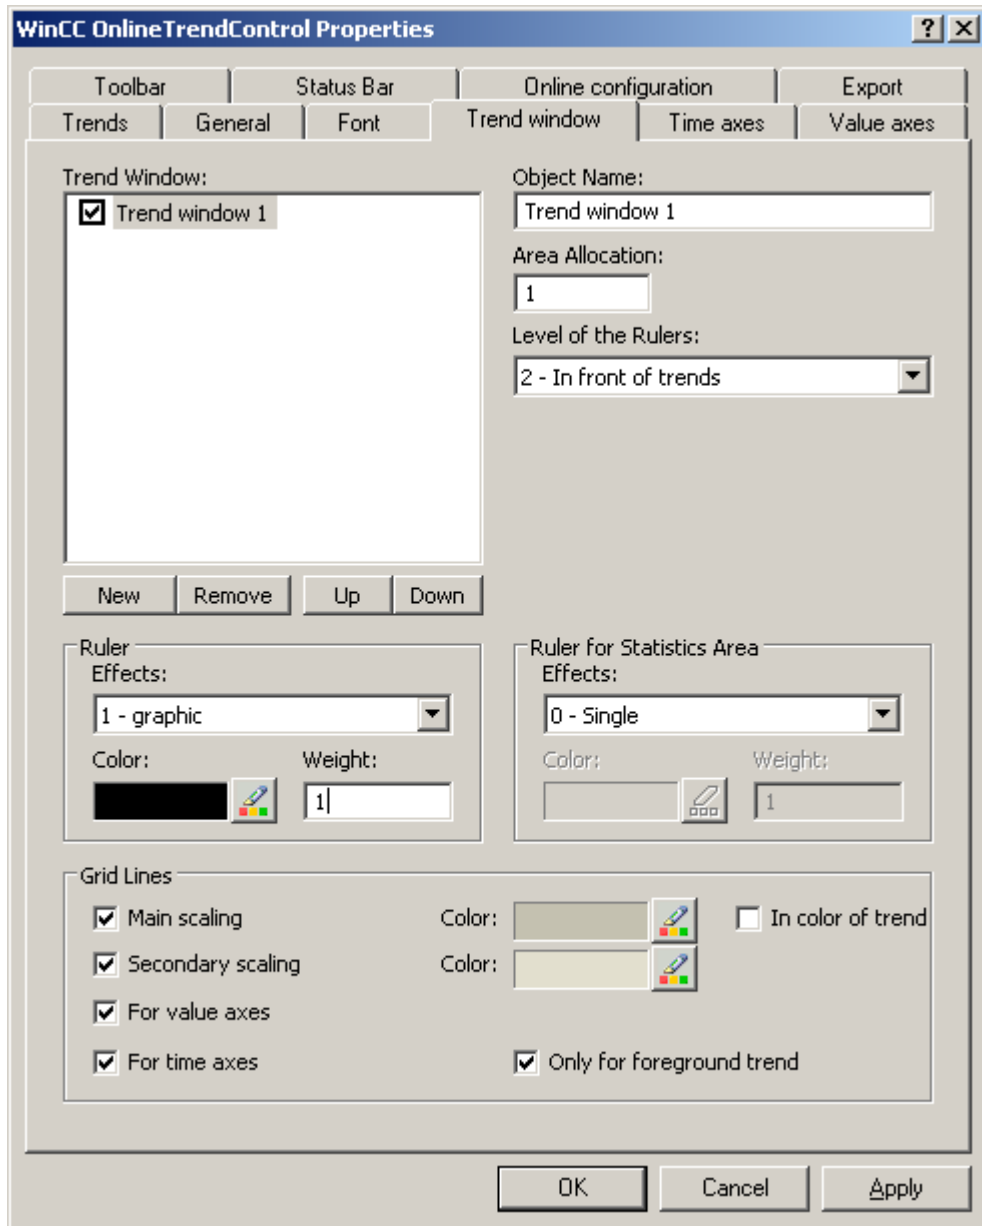 WinCC OnlineTrendControl Properties
Toolbar Status Bar Online configuration Export
Trends General Font Trend window Time axes Value axes
Trend Window:
Trend window 1
Object Name:
Trend window 1
Area Allocation:
1
Level of the Rulers:
2 - In front of trends
New Remove Up Down
Ruler
Effects:
1 - graphic
Color: Weight:
1
Ruler for Statistics Area
Effects:
0 - Single
Color: Weight:
1
Grid Lines
Main scaling Color: In color of trend
Secondary scaling Color:
For value axes
For time axes Only for foreground trend
OK Cancel Apply